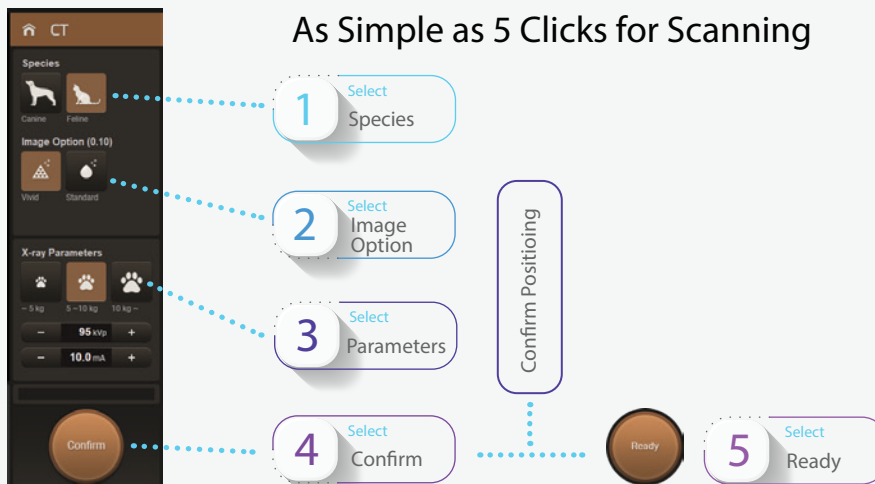 CT
As Simple as 5 Clicks for Scanning
Species
Canine
Feline
Image Option (0.10)
Vivid
Standard
X-ray Parameters
~ 5 kg
5 ~10 kg
10 kg ~
− 95 kVp +
− 10.0 mA +
Confirm
1
Select
Species
2
Select
Image
Option
3
Select
Parameters
4
Select
Confirm
Confirm Positioing
Ready
5
Select
Ready